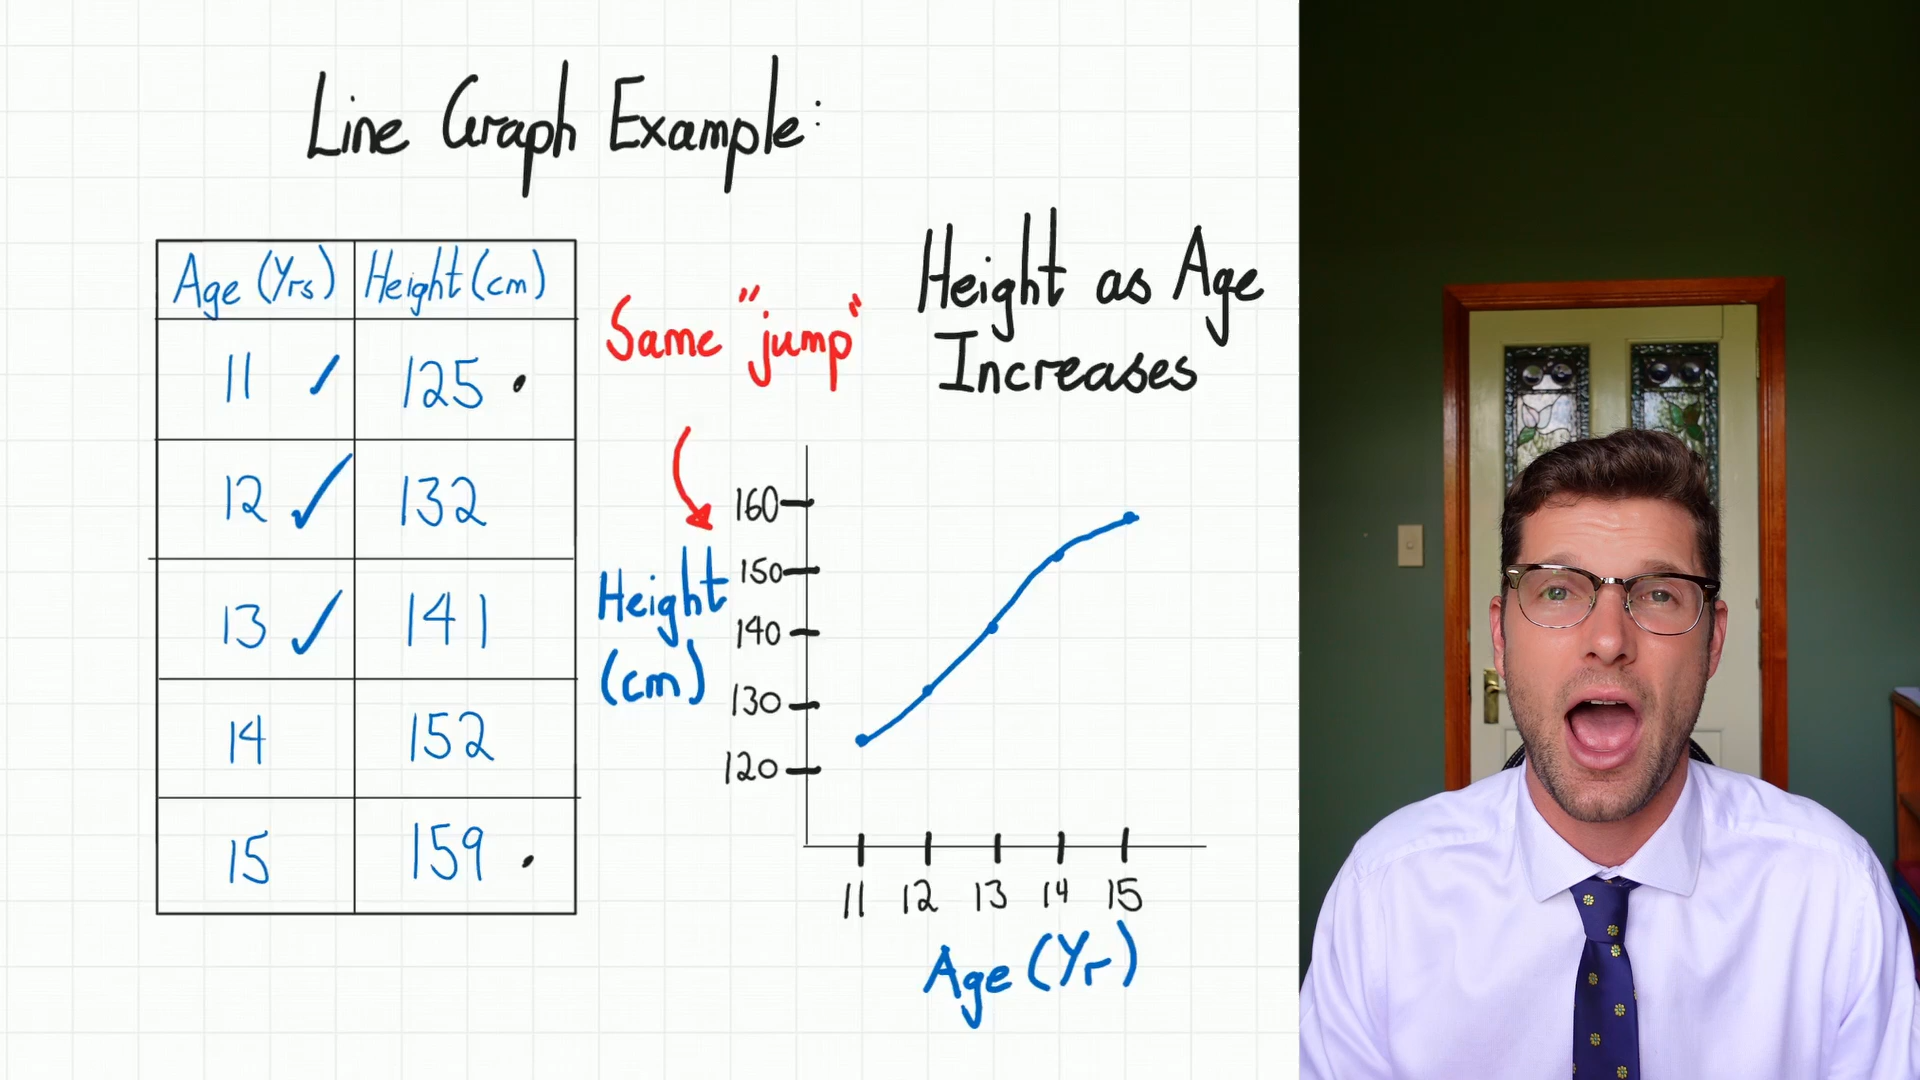 Line Graph Example:
Age (Yrs) Height (cm)
11 ✓ 125 •
12 ✓ 132
13 ✓ 141
14 152
15 159 •
Same "jump"
Height as Age
Increases
160
150
140
130
120
Height
(cm)
11 12 13 14 15
Age (Yr)